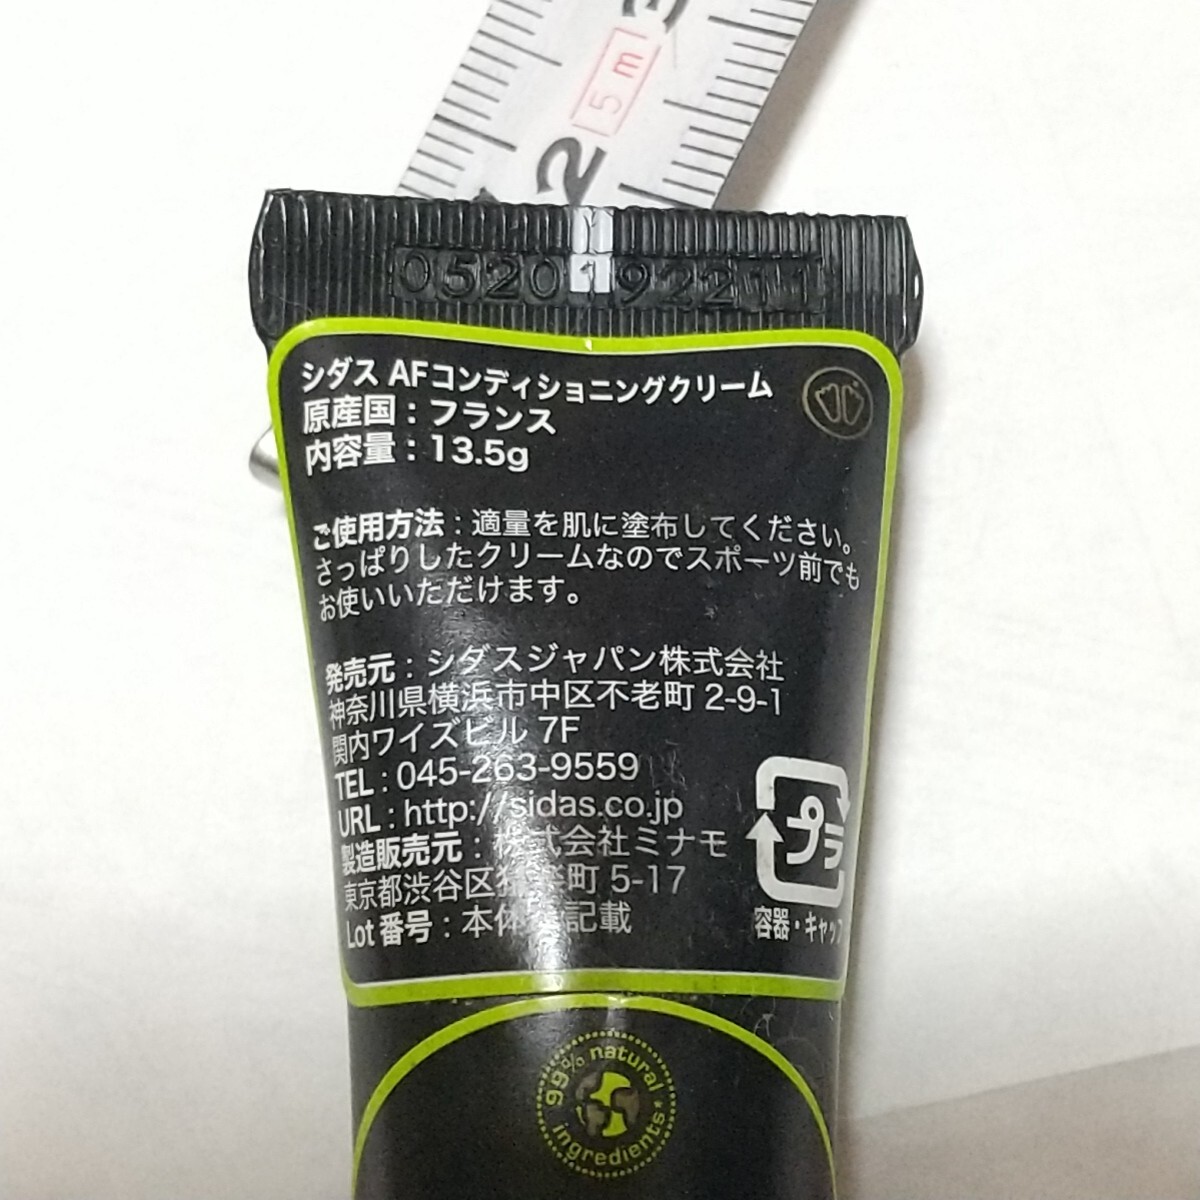 2
5m
3
0520192211
シダス AFコンディショニングクリーム
原産国：フランス
内容量：13.5g
ご使用方法：適量を肌に塗布してください。
さっぱりしたクリームなのでスポーツ前でも
お使いいただけます。
発売元：シダスジャパン株式会社
神奈川県横浜市中区不老町 2-9-1
関内ワイズビル 7F
TEL：045-263-9559
URL：http://sidas.co.jp
製造販売元：株式会社ミナモ
東京都渋谷区猿楽町 5-17
Lot 番号：本体に記載
プラ
容器・キャップ
99% natural ingredients